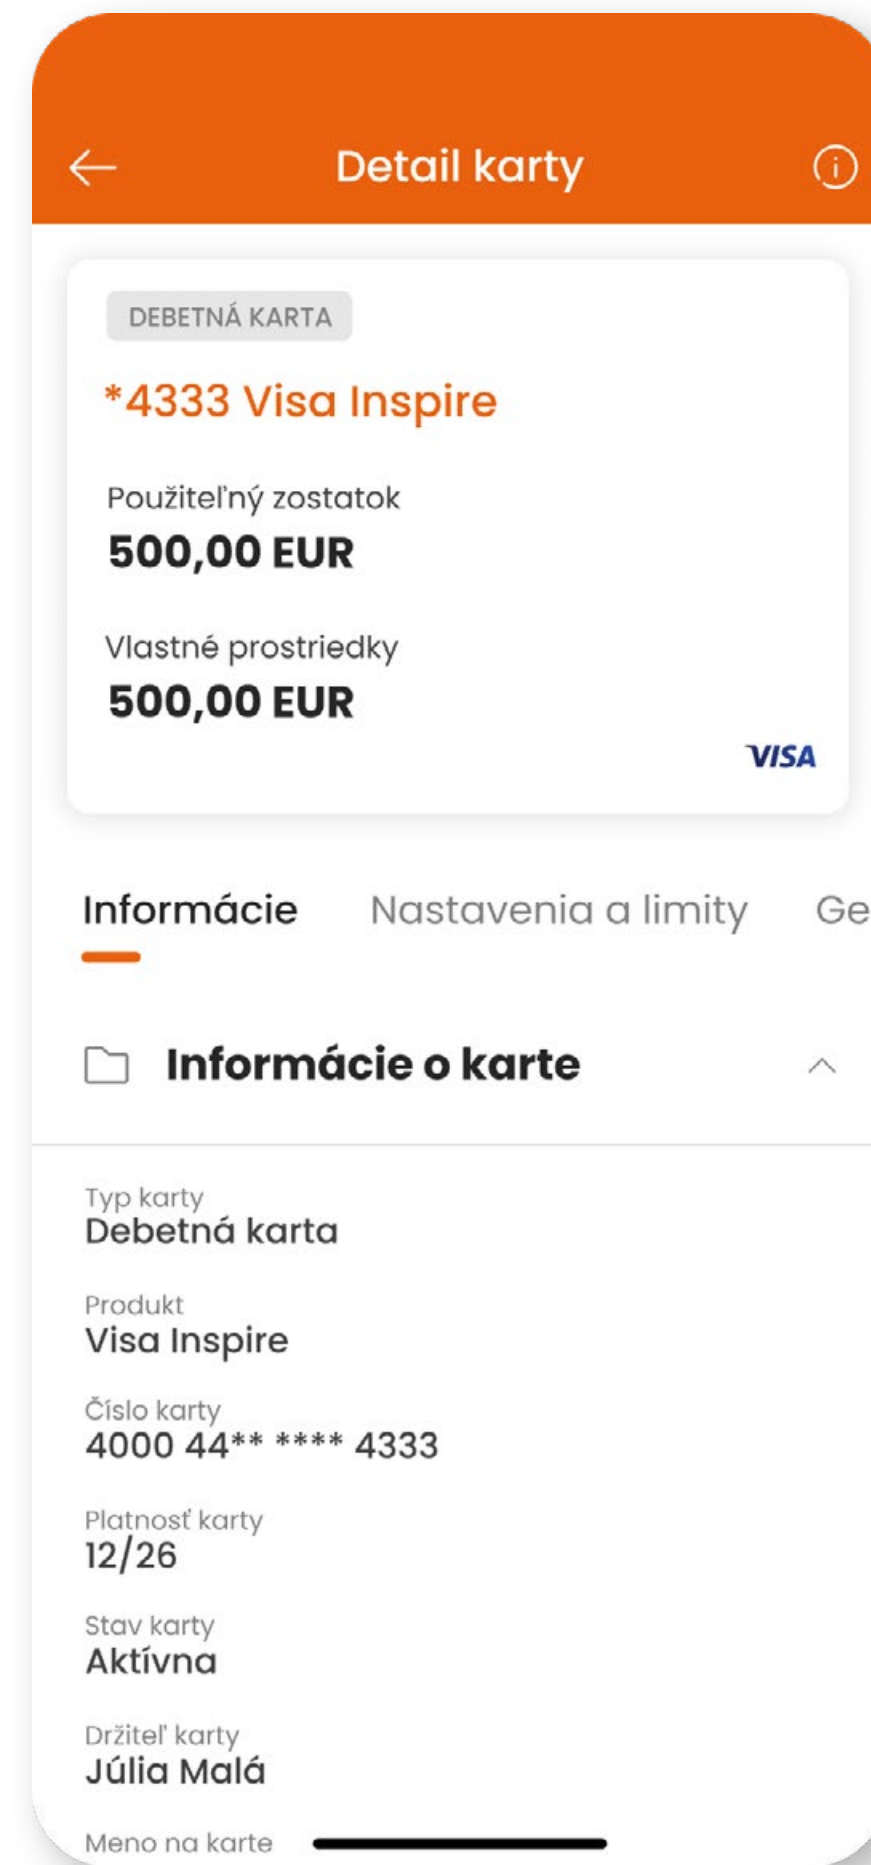 Detail karty
DEBETNÁ KARTA
*4333 Visa Inspire
Použiteľný zostatok
500,00 EUR
Vlastné prostriedky
500,00 EUR
VISA
Informácie Nastavenia a limity Ge
Informácie o karte
Typ karty
Debetná karta
Produkt
Visa Inspire
Číslo karty
4000 44** **** 4333
Platnosť karty
12/26
Stav karty
Aktívna
Držiteľ karty
Júlia Malá
Meno na karte